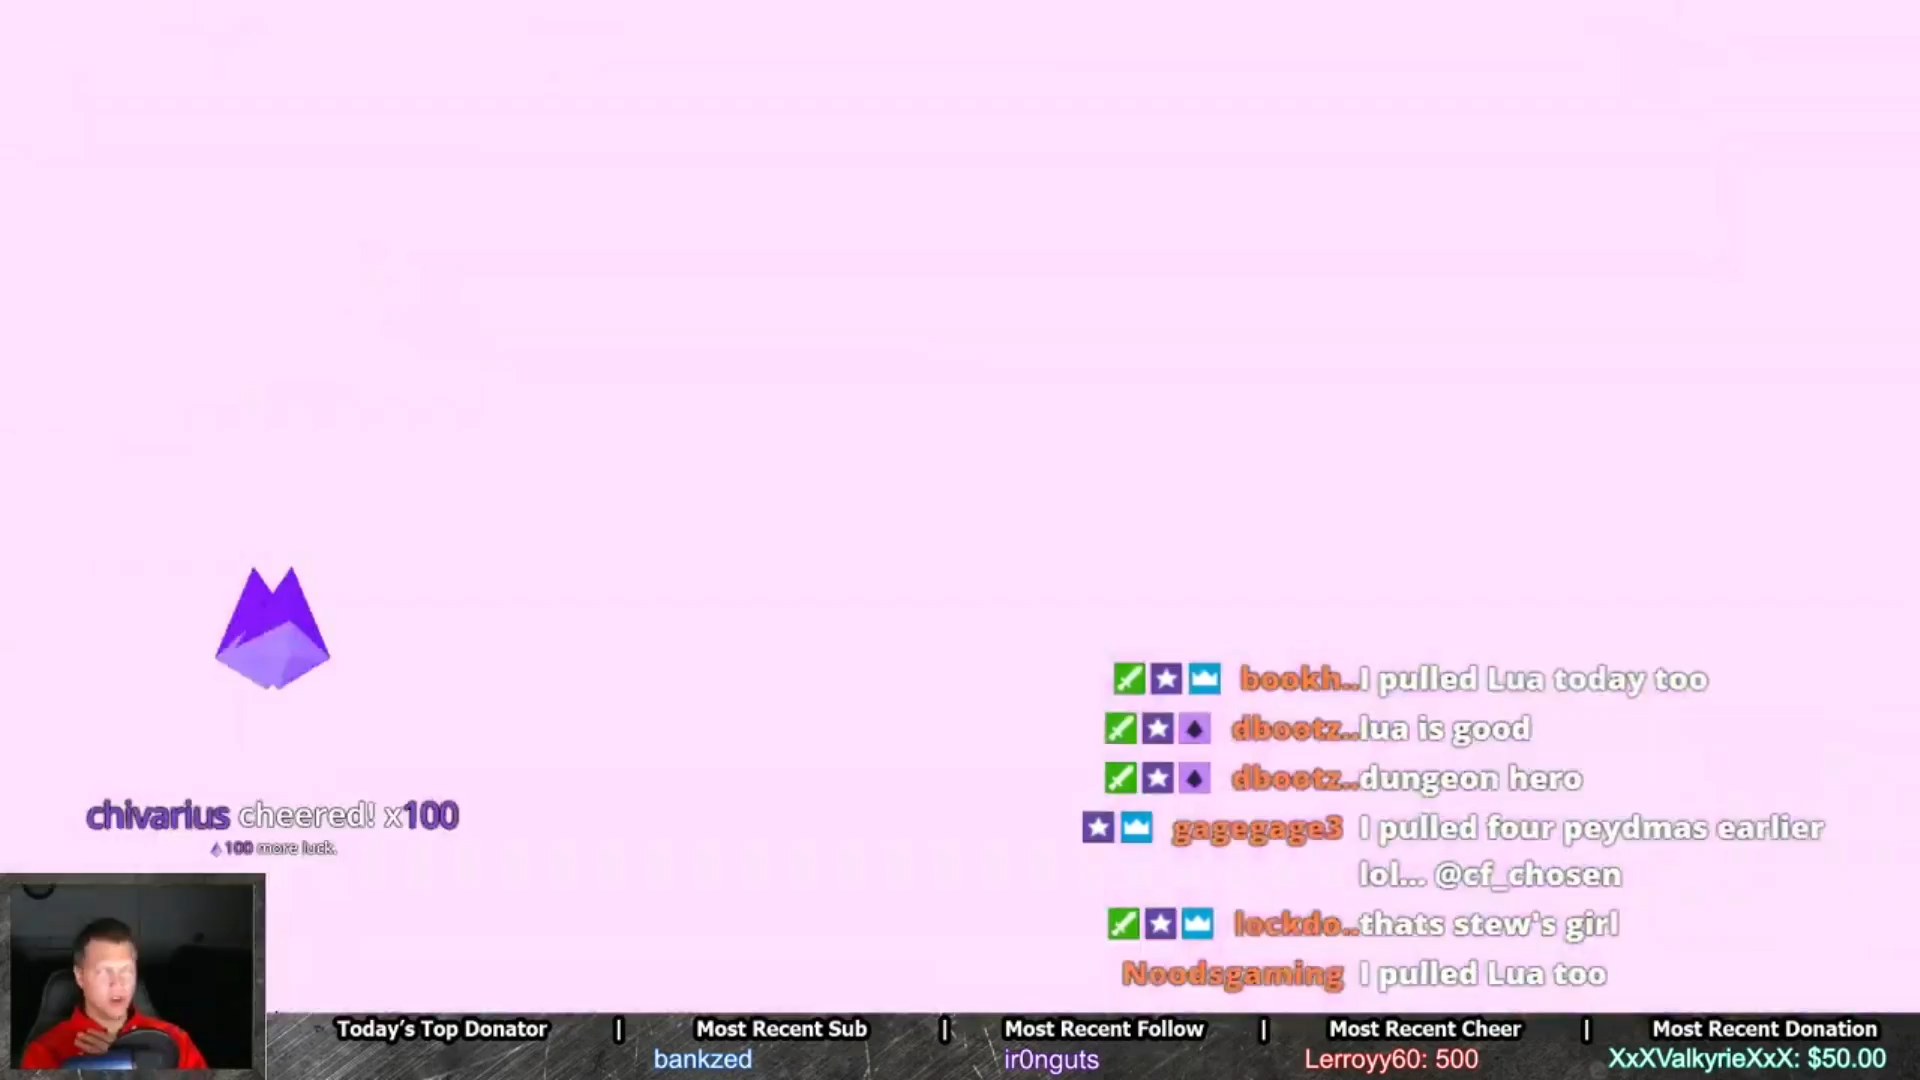 bookh..I pulled Lua today too
dbootz..lua is good
dbootz..dungeon hero
gagegage3 I pulled four peydmas earlier
lol... @cf_chosen
lockdo..thats stew's girl
Noodsgaming I pulled Lua too
chivarius cheered! x100
100 more luck.
Today's Top Donator | Most Recent Sub | Most Recent Follow | Most Recent Cheer | Most Recent Donation
bankzed ir0nguts Lerroyy60: 500 XxXValkyrieXxX: $50.00